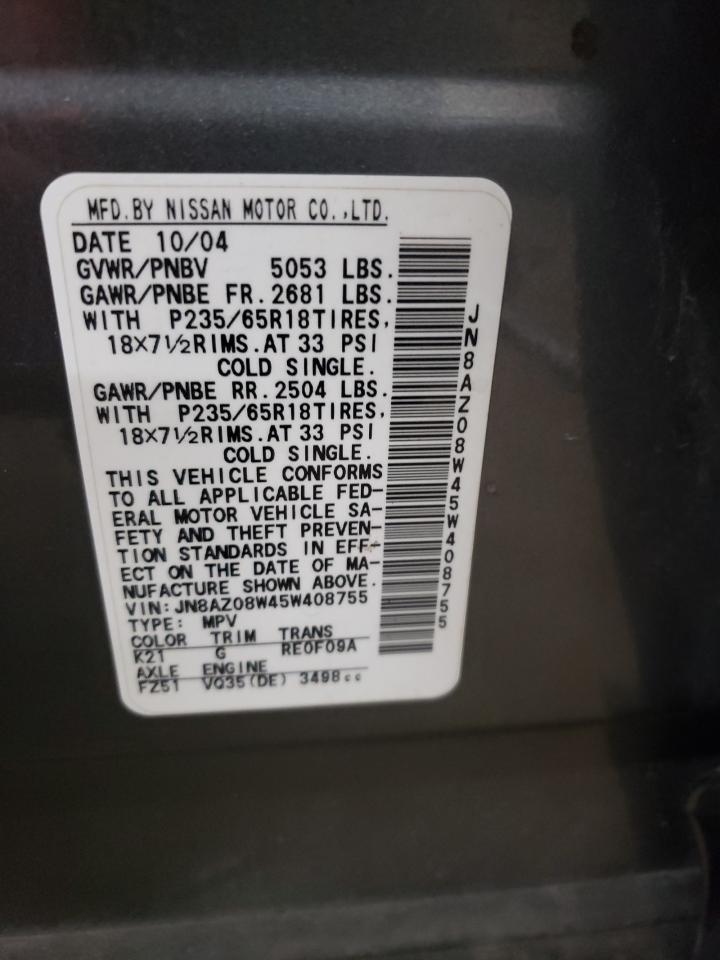 MFD.BY NISSAN MOTOR CO.,LTD.
DATE 10/04
GVWR/PNBV 5053 LBS.
GAWR/PNBE FR.2681 LBS.
WITH P235/65R18TIRES,
18×7½RIMS.AT 33 PSI
COLD SINGLE.
GAWR/PNBE RR.2504 LBS.
WITH P235/65R18TIRES,
18×7½RIMS.AT 33 PSI
COLD SINGLE.
THIS VEHICLE CONFORMS
TO ALL APPLICABLE FED-
ERAL MOTOR VEHICLE SA-
FETY AND THEFT PREVEN-
TION STANDARDS IN EFF-
ECT ON THE DATE OF MA-
NUFACTURE SHOWN ABOVE.
VIN:JN8AZ08W45W408755
TYPE: MPV
COLOR TRIM TRANS
K21 G RE0F09A
AXLE ENGINE
FZ51 VQ35(DE) 3498cc
JN8AZ08W45W408755